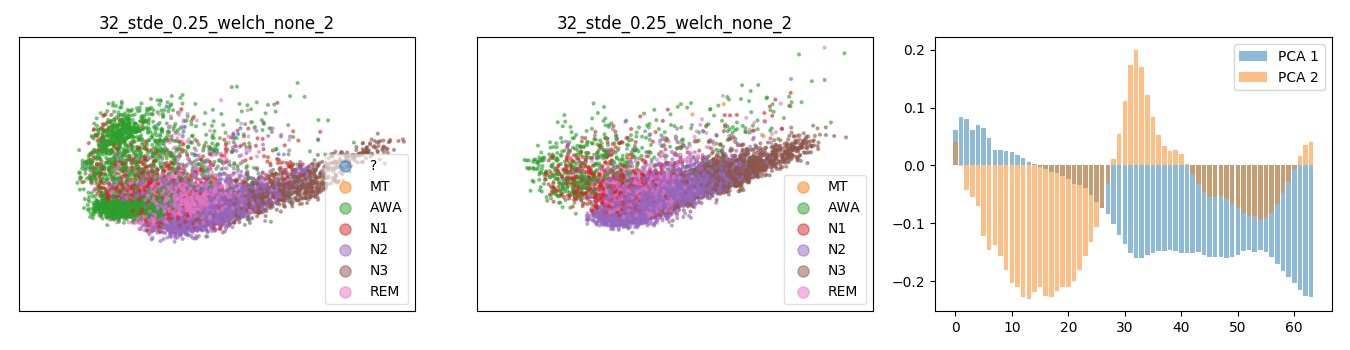 32_stde_0.25_welch_none_2
?
MT
AWA
N1
N2
N3
REM
32_stde_0.25_welch_none_2
MT
AWA
N1
N2
N3
REM
PCA 1
PCA 2
0.2
0.1
0.0
−0.1
−0.2
0 10 20 30 40 50 60